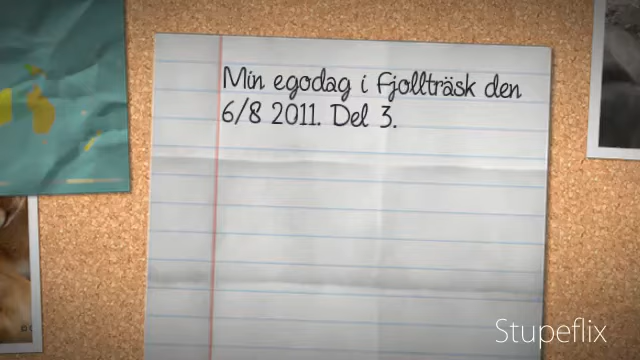 Min egodag i Fjollträsk den
6/8 2011. Del 3.
Stupeflix